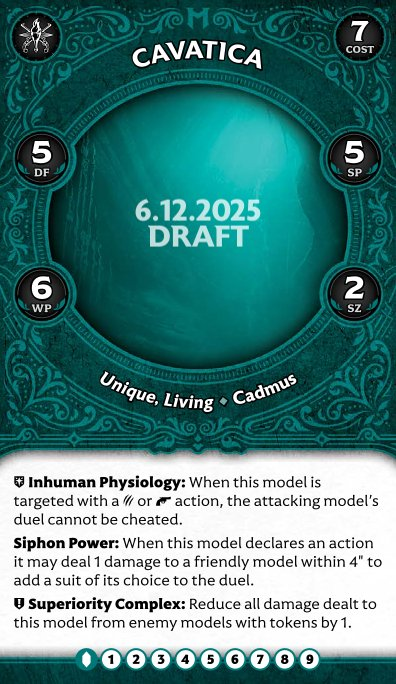 7
COST
CAVATICA
5
DF
5
SP
6.12.2025
DRAFT
6
WP
2
SZ
Unique, Living ⬥ Cadmus
Inhuman Physiology: When this model is
targeted with a or action, the attacking model's
duel cannot be cheated.
Siphon Power: When this model declares an action
it may deal 1 damage to a friendly model within 4" to
add a suit of its choice to the duel.
Superiority Complex: Reduce all damage dealt to
this model from enemy models with tokens by 1.
1 2 3 4 5 6 7 8 9